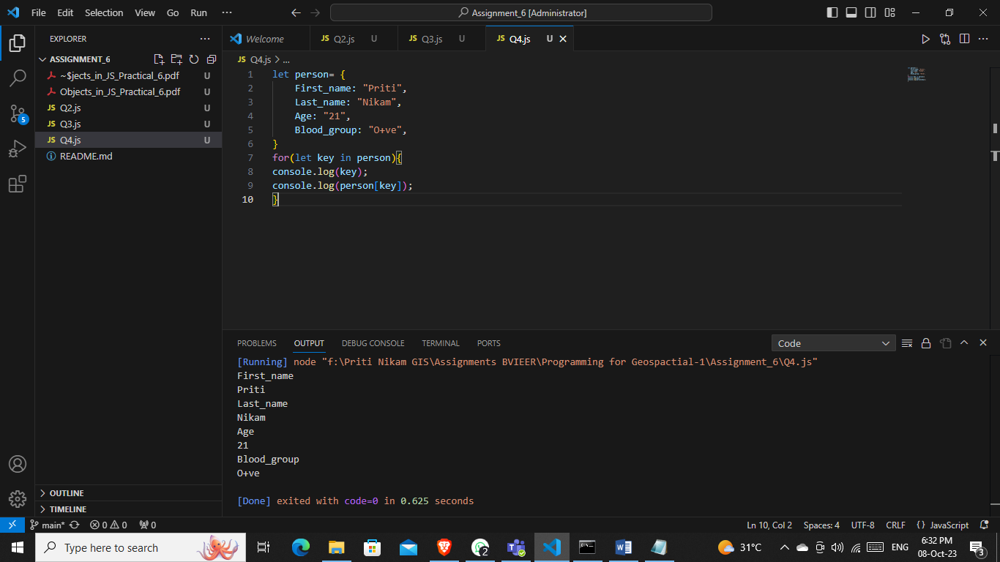 File Edit Selection View Go Run ···
Assignment_6 [Administrator]
EXPLORER ···
ASSIGNMENT_6
~$jects_in_JS_Practical_6.pdf U
Objects_in_JS_Practical_6.pdf U
JS Q2.js U
JS Q3.js U
JS Q4.js U
README.md
OUTLINE
TIMELINE
Welcome
JS Q2.js U
JS Q3.js U
JS Q4.js U
JS Q4.js > ...
1 let person= {
2     First_name: "Priti",
3     Last_name: "Nikam",
4     Age: "21",
5     Blood_group: "O+ve",
6 }
7 for(let key in person){
8 console.log(key);
9 console.log(person[key]);
10 }
PROBLEMS OUTPUT DEBUG CONSOLE TERMINAL PORTS
Code
[Running] node "f:\Priti Nikam GIS\Assignments BVIEER\Programming for Geospactial-1\Assignment_6\Q4.js"
First_name
Priti
Last_name
Nikam
Age
21
Blood_group
O+ve
[Done] exited with code=0 in 0.625 seconds
5
main* 0 0 0
Ln 10, Col 2 Spaces: 4 UTF-8 CRLF {} JavaScript
Type here to search
2
31°C
ENG
6:32 PM
08-Oct-23
3